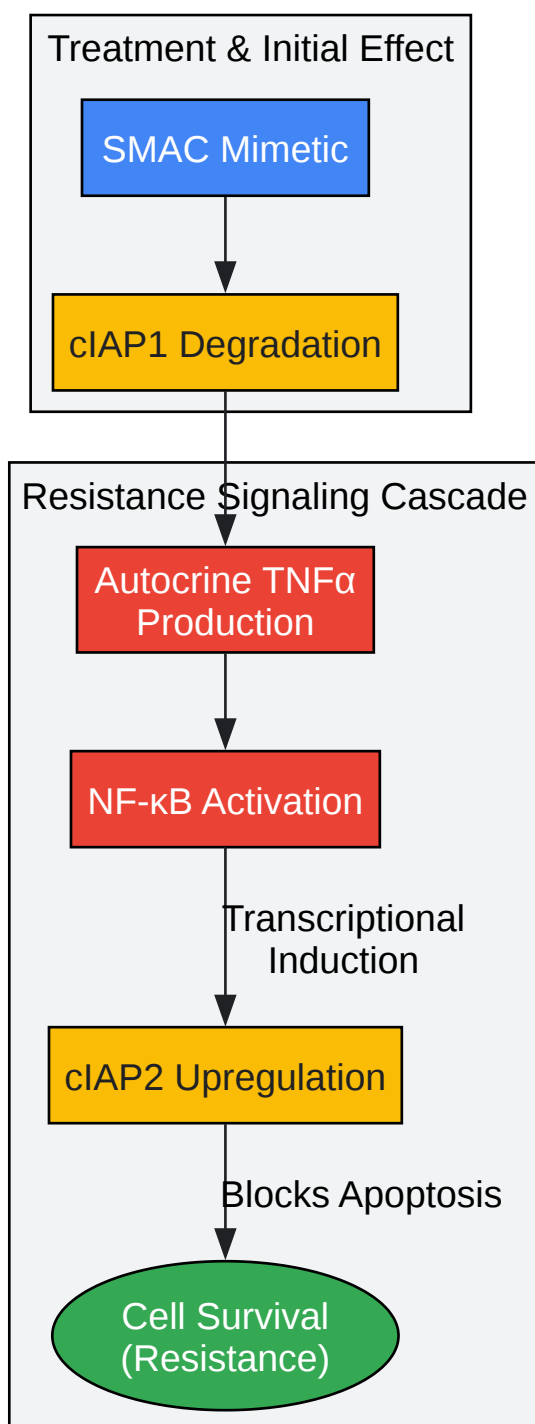 Treatment & Initial Effect
SMAC Mimetic
cIAP1 Degradation
Resistance Signaling Cascade
Autocrine TNFα
Production
NF-κB Activation
Transcriptional
Induction
cIAP2 Upregulation
Blocks Apoptosis
Cell Survival
(Resistance)